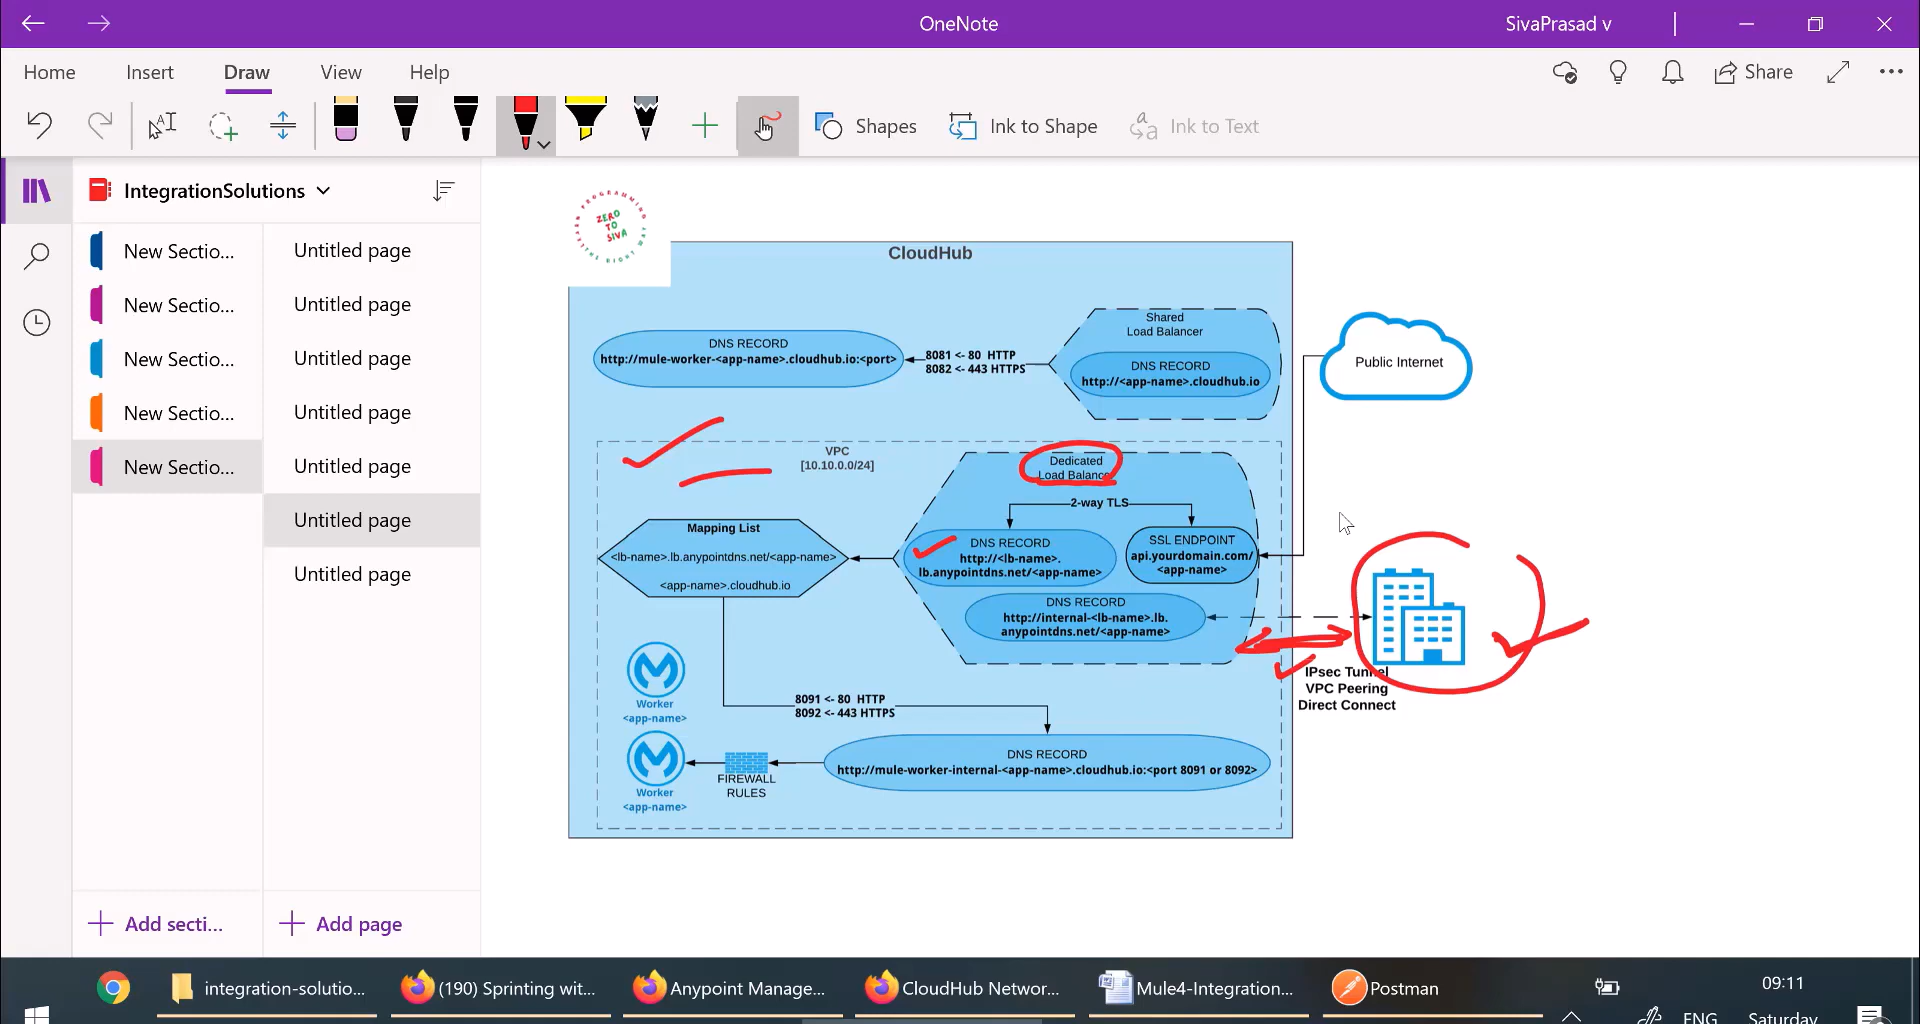 OneNote
SivaPrasad v
Home
Insert
Draw
View
Help
Share
Shapes
Ink to Shape
Ink to Text
IntegrationSolutions
New Sectio...
New Sectio...
New Sectio...
New Sectio...
New Sectio...
Untitled page
Untitled page
Untitled page
Untitled page
Untitled page
Untitled page
Untitled page
Add secti...
Add page
ZERO
TO
SIVA
CloudHub
Shared
Load Balancer
DNS RECORD
http://<app-name>.cloudhub.io
8081 <- 80 HTTP
8082 <- 443 HTTPS
DNS RECORD
http://mule-worker-<app-name>.cloudhub.io:<port>
Public Internet
VPC
[10.10.0.0/24]
Dedicated
Load Balancer
2-way TLS
DNS RECORD
http://<lb-name>.
lb.anypointdns.net/<app-name>
SSL ENDPOINT
api.yourdomain.com/
<app-name>
DNS RECORD
http://internal-<lb-name>.lb.
anypointdns.net/<app-name>
Mapping List
<lb-name>.lb.anypointdns.net/<app-name>
<app-name>.cloudhub.io
IPsec Tunnel
VPC Peering
Direct Connect
Worker
<app-name>
8091 <- 80 HTTP
8092 <- 443 HTTPS
DNS RECORD
http://mule-worker-internal-<app-name>.cloudhub.io:<port 8091 or 8092>
FIREWALL
RULES
Worker
<app-name>
integration-solutio...
(190) Sprinting wit...
Anypoint Manage...
CloudHub Networ...
Mule4-Integration...
Postman
09:11
ENG
Saturday